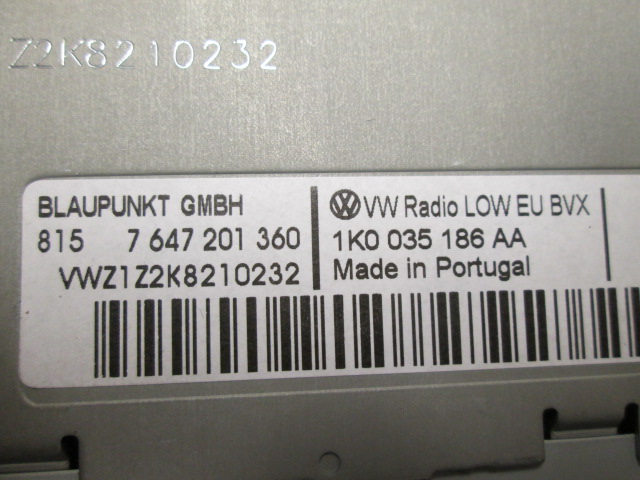 Z2K8210232
BLAUPUNKT GMBH
815 7 647 201 360
VWZ1Z2K8210232
VW Radio LOW EU BVX
1K0 035 186 AA
Made in Portugal